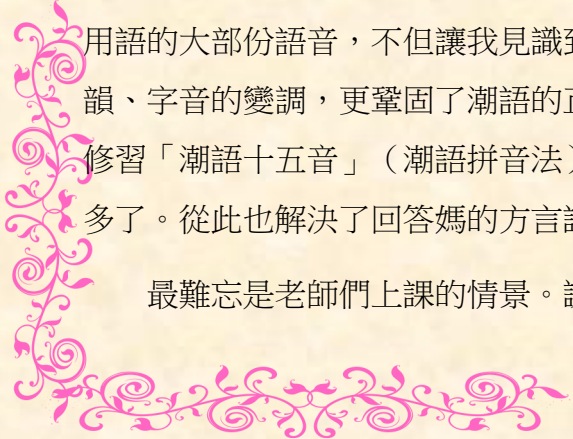 用語的大部份語音，不但讓我見識
韻、字音的變調，更鞏固了潮語的
修習「潮語十五音」（潮語拼音法）
多了。從此也解決了回答媽的方言
最難忘是老師們上課的情景。